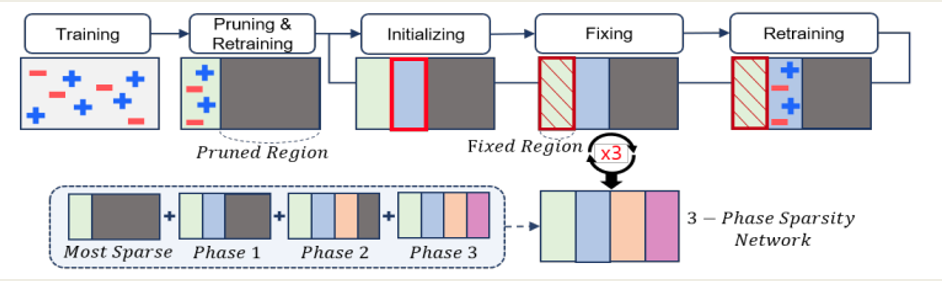 Training
Pruning &
Retraining
Initializing
Fixing
Retraining
Pruned Region
Fixed Region
x3
Most Sparse
Phase 1
Phase 2
Phase 3
3 − Phase Sparsity
Network